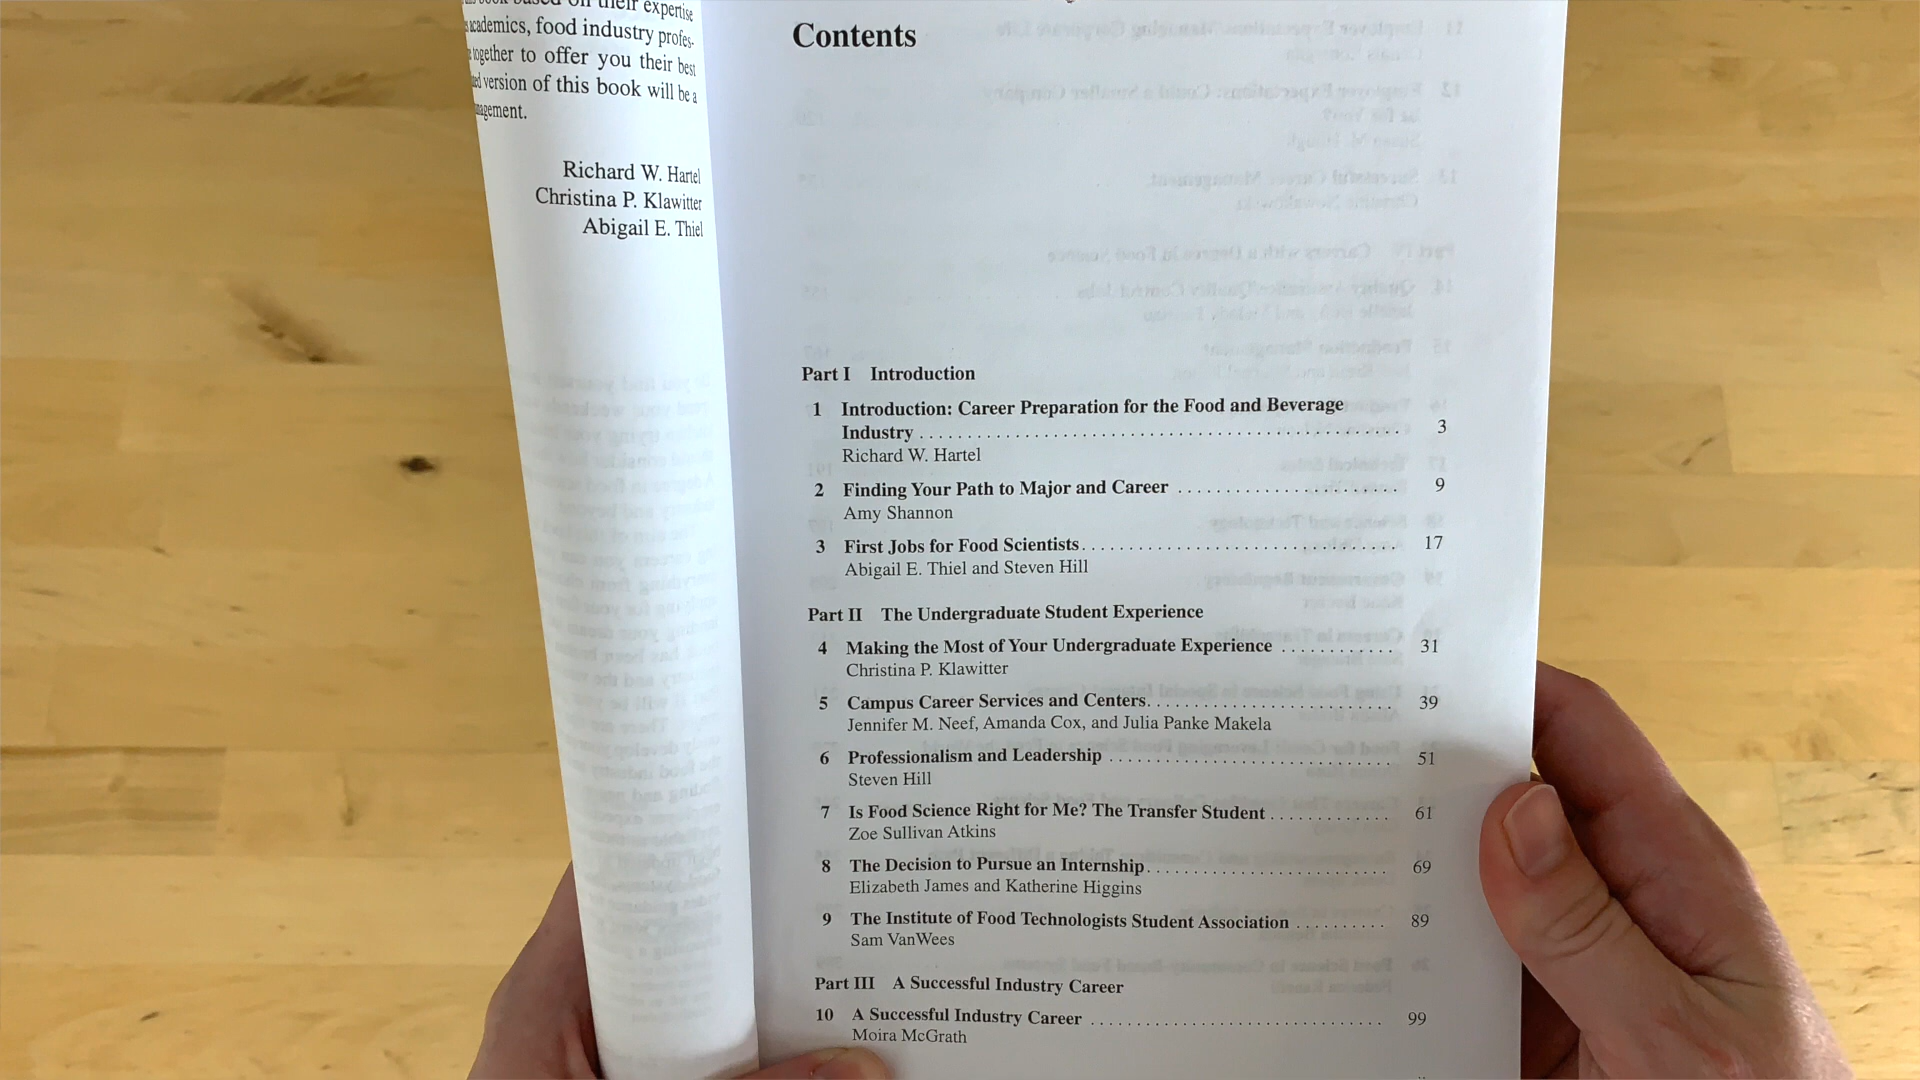 book based on their expertise
academics, food industry profes-
together to offer you their best
version of this book will be a
Richard W. Hartel
Christina P. Klawitter
Abigail E. Thiel
Contents
Part I Introduction
1 Introduction: Career Preparation for the Food and Beverage
Industry . . . . . . . . . . . . . . . . . . . . . . . . . . . . . . . . . . . . . . . . . . . . . . . 3
Richard W. Hartel
2 Finding Your Path to Major and Career . . . . . . . . . . . . . . . . . . . . . . . 9
Amy Shannon
3 First Jobs for Food Scientists. . . . . . . . . . . . . . . . . . . . . . . . . . . . . . . . 17
Abigail E. Thiel and Steven Hill
Part II The Undergraduate Student Experience
4 Making the Most of Your Undergraduate Experience . . . . . . . . . . . . 31
Christina P. Klawitter
5 Campus Career Services and Centers. . . . . . . . . . . . . . . . . . . . . . . . . . 39
Jennifer M. Neef, Amanda Cox, and Julia Panke Makela
6 Professionalism and Leadership . . . . . . . . . . . . . . . . . . . . . . . . . . . . . 51
Steven Hill
7 Is Food Science Right for Me? The Transfer Student . . . . . . . . . . . . . 61
Zoe Sullivan Atkins
8 The Decision to Pursue an Internship. . . . . . . . . . . . . . . . . . . . . . . . . . 69
Elizabeth James and Katherine Higgins
9 The Institute of Food Technologists Student Association . . . . . . . . . . 89
Sam VanWees
Part III A Successful Industry Career
10 A Successful Industry Career . . . . . . . . . . . . . . . . . . . . . . . . . . . . . . . 99
Moira McGrath